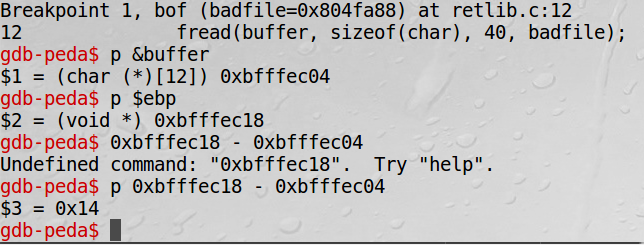 Breakpoint 1, bof (badfile=0x804fa88) at retlib.c:12
12 fread(buffer, sizeof(char), 40, badfile);
gdb-peda$ p &buffer
$1 = (char (*)[12]) 0xbfffec04
gdb-peda$ p $ebp
$2 = (void *) 0xbfffec18
gdb-peda$ 0xbfffec18 - 0xbfffec04
Undefined command: "0xbfffec18".  Try "help".
gdb-peda$ p 0xbfffec18 - 0xbfffec04
$3 = 0x14
gdb-peda$